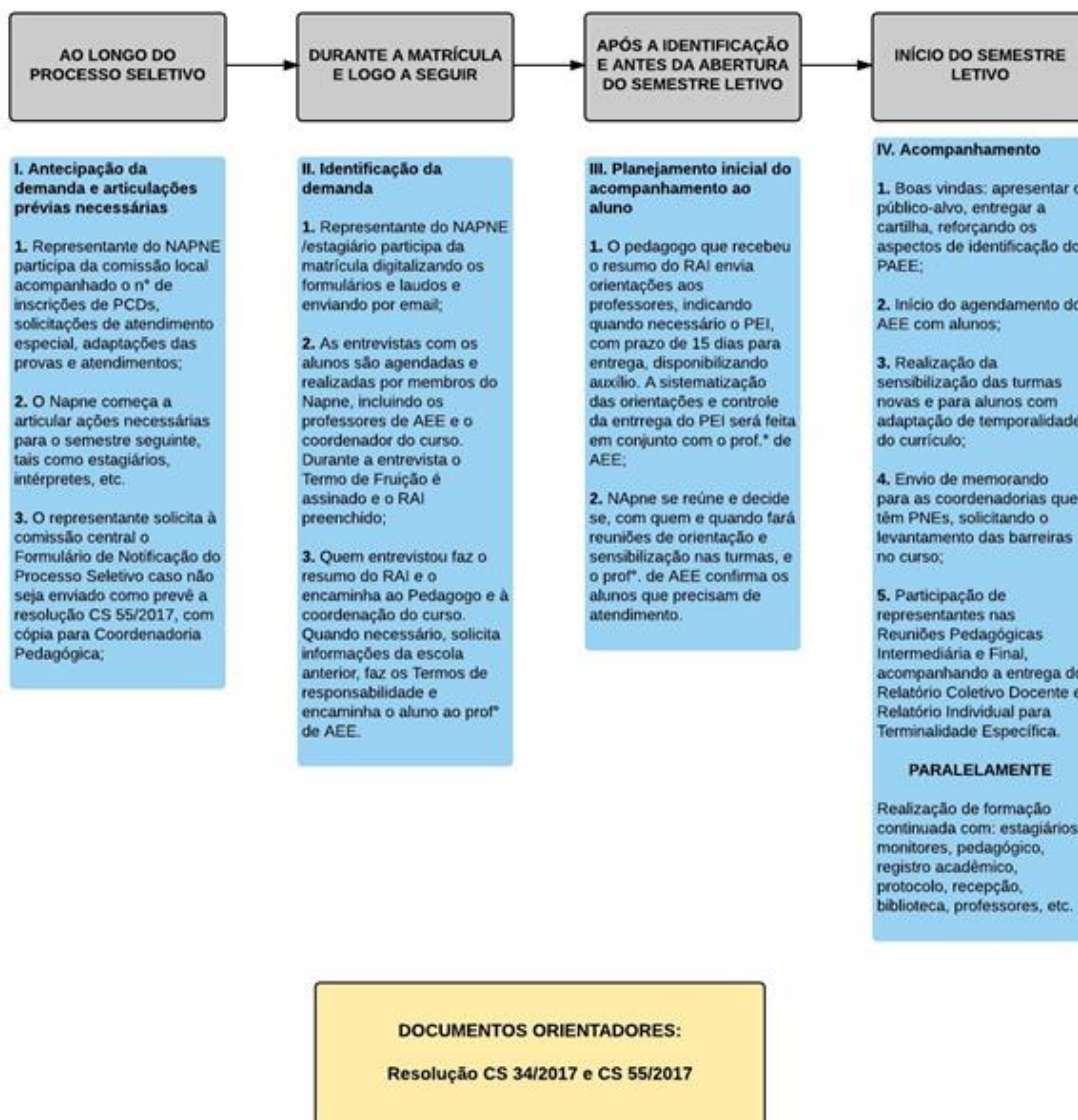 AO LONGO DO
PROCESSO SELETIVO
DURANTE A MATRÍCULA
E LOGO A SEGUIR
APÓS A IDENTIFICAÇÃO
E ANTES DA ABERTURA
DO SEMESTRE LETIVO
INÍCIO DO SEMESTRE
LETIVO
I. Antecipação da
demanda e articulações
prévias necessárias
1. Representante do NAPNE
participa da comissão local
acompanhado o n° de
inscrições de PCDs,
solicitações de atendimento
especial, adaptações das
provas e atendimentos;
2. O Napne começa a
articular ações necessárias
para o semestre seguinte,
tais como estagiários,
intérpretes, etc.
3. O representante solicita à
comissão central o
Formulário de Notificação do
Processo Seletivo caso não
seja enviado como prevê a
resolução CS 55/2017, com
cópia para Coordenadoria
Pedagógica;
II. Identificação da
demanda
1. Representante do NAPNE
/estagiário participa da
matrícula digitalizando os
formulários e laudos e
enviando por email;
2. As entrevistas com os
alunos são agendadas e
realizadas por membros do
Napne, incluindo os
professores de AEE e o
coordenador do curso.
Durante a entrevista o
Termo de Fruição é
assinado e o RAI
preenchido;
3. Quem entrevistou faz o
resumo do RAI e o
encaminha ao Pedagogo e à
coordenação do curso.
Quando necessário, solicita
informações da escola
anterior, faz os Termos de
responsabilidade e
encaminha o aluno ao prof°
de AEE.
III. Planejamento inicial do
acompanhamento ao
aluno
1. O pedagogo que recebeu
o resumo do RAI envia
orientações aos
professores, indicando
quando necessário o PEI,
com prazo de 15 dias para
entrega, disponibilizando
auxílio. A sistematização
das orientações e controle
da entrrega do PEI será feita
em conjunto com o prof.° de
AEE;
2. NApne se reúne e decide
se, com quem e quando fará
reuniões de orientação e
sensibilização nas turmas, e
o prof°. de AEE confirma os
alunos que precisam de
atendimento.
IV. Acompanhamento
1. Boas vindas: apresentar
público-alvo, entregar a
cartilha, reforçando os
aspectos de identificação
PAEE;
2. Início do agendamento
AEE com alunos;
3. Realização da
sensibilização das turmas
novas e para alunos com
adaptação de temporalidade
do currículo;
4. Envio de memorando
para as coordenadorias que
têm PNEs, solicitando o
levantamento das barreiras
no curso;
5. Participação de
representantes nas
Reuniões Pedagógicas
Intermediária e Final,
acompanhando a entrega
Relatório Coletivo Docente e
Relatório Individual para
Terminalidade Específica.
PARALELAMENTE
Realização de formação
continuada com: estagiários
monitores, pedagógico,
registro acadêmico,
protocolo, recepção,
biblioteca, professores, etc.
DOCUMENTOS ORIENTADORES:
Resolução CS 34/2017 e CS 55/2017